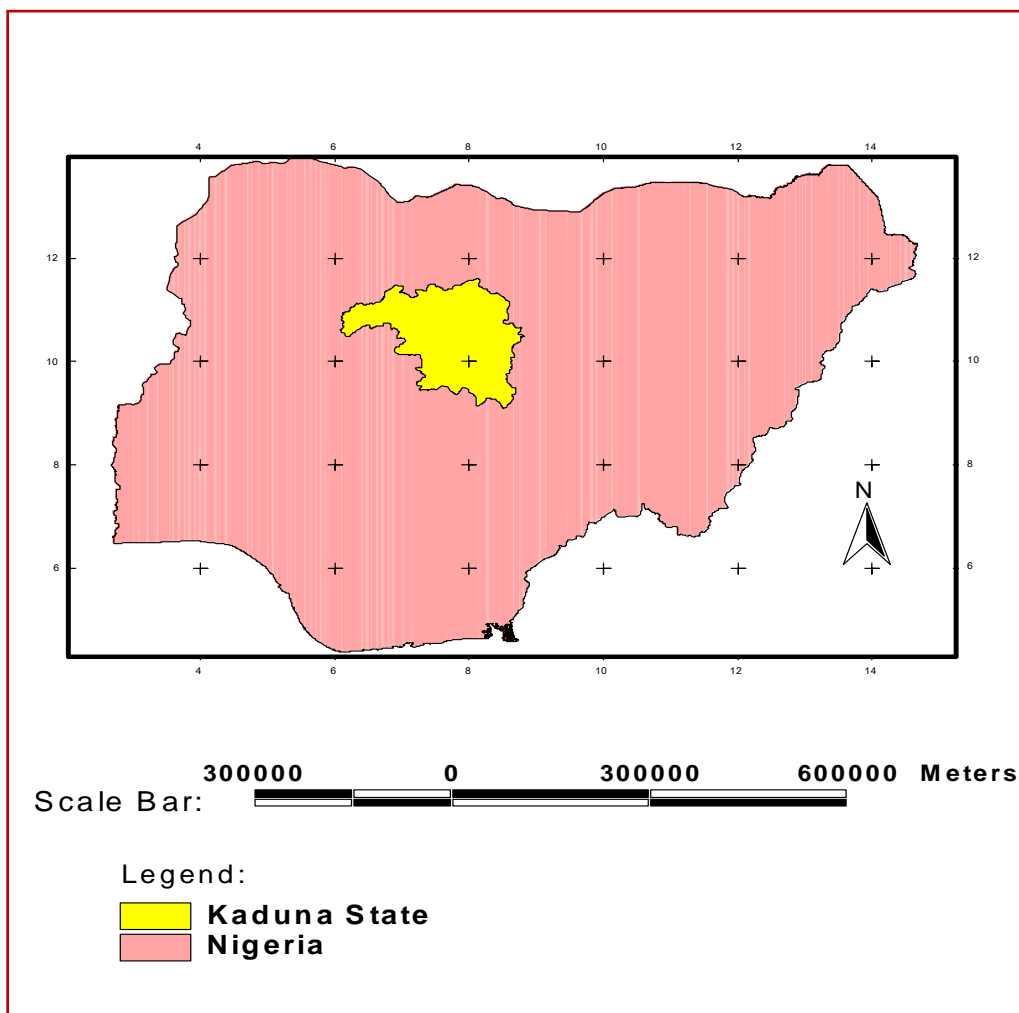 4 6 8 10 12 14
12 12
10 10
8 8
N
6 6
4 6 8 10 12 14
300000 0 300000 600000 Meters
Scale Bar:
Legend:
Kaduna State
Nigeria